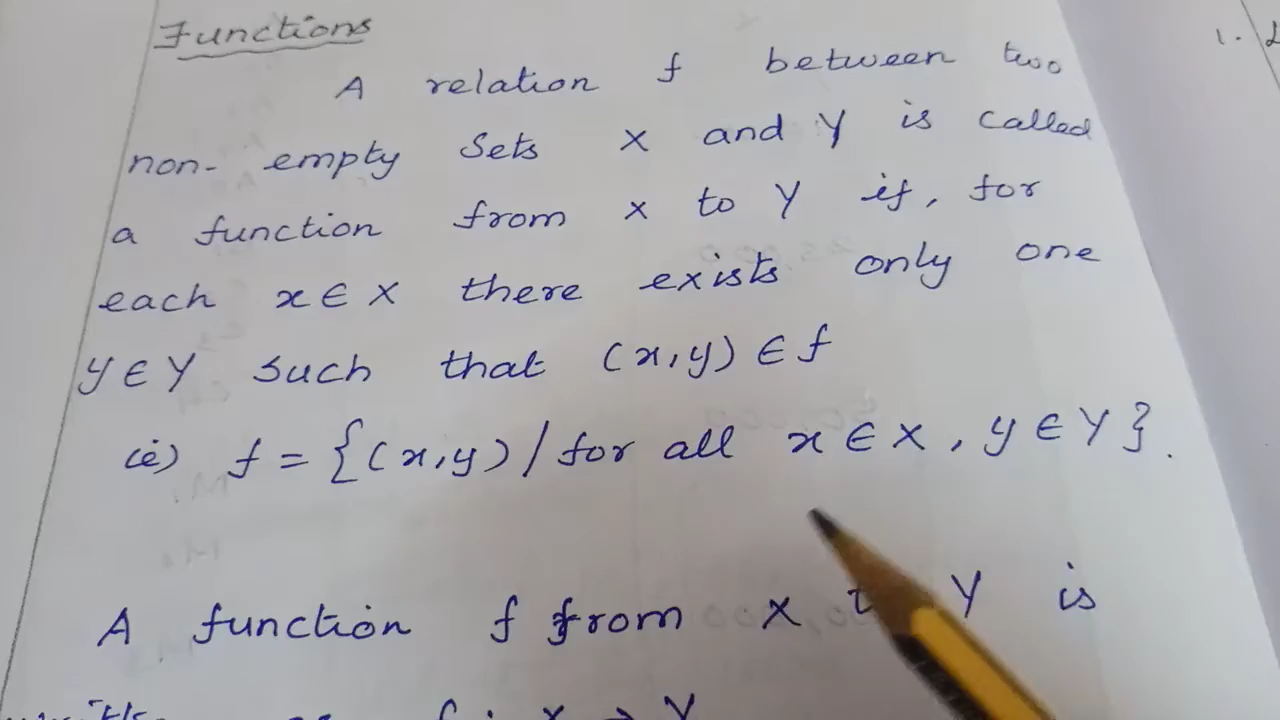 Functions
A relation f between two
non-empty Sets X and Y is called
a function from X to Y if, for
each x ∈ X there exists only one
y ∈ Y such that (x,y) ∈ f
(ie) f = {(x,y) / for all x ∈ X, y ∈ Y}.
A function f from X Y is
f : X → Y
1.